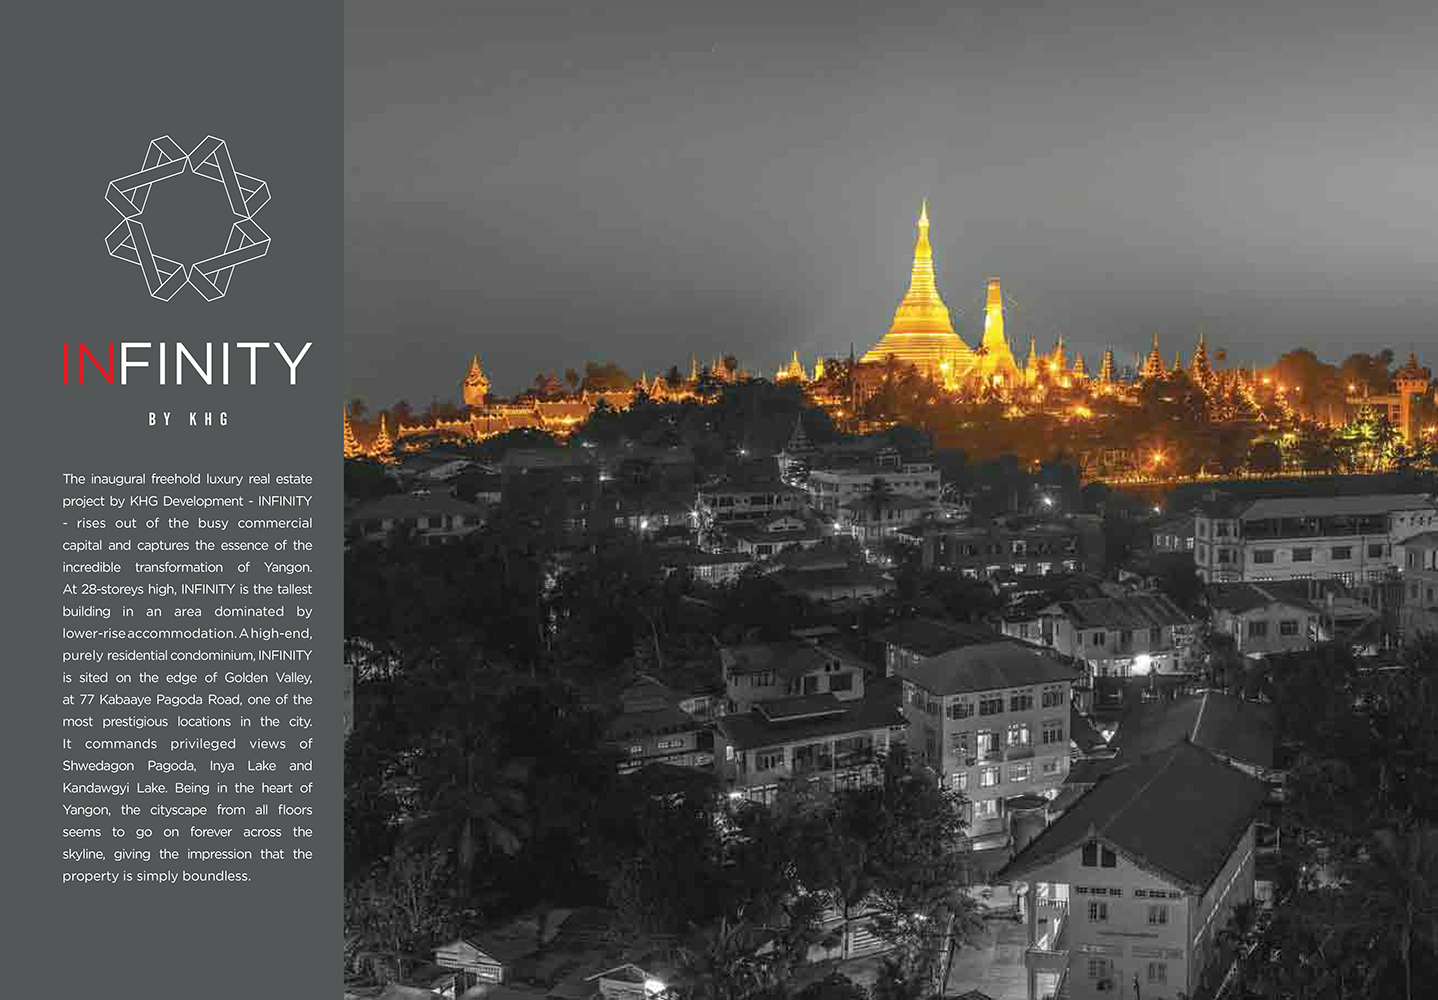 INFINITY
BY KHG
The inaugural freehold luxury real estate
project by KHG Development - INFINITY
- rises out of the busy commercial
capital and captures the essence of the
incredible transformation of Yangon.
At 28-storeys high, INFINITY is the tallest
building in an area dominated by
lower-rise accommodation. A high-end,
purely residential condominium, INFINITY
is sited on the edge of Golden Valley,
at 77 Kabaaye Pagoda Road, one of the
most prestigious locations in the city.
It commands privileged views of
Shwedagon Pagoda, Inya Lake and
Kandawgyi Lake. Being in the heart of
Yangon, the cityscape from all floors
seems to go on forever across the
skyline, giving the impression that the
property is simply boundless.